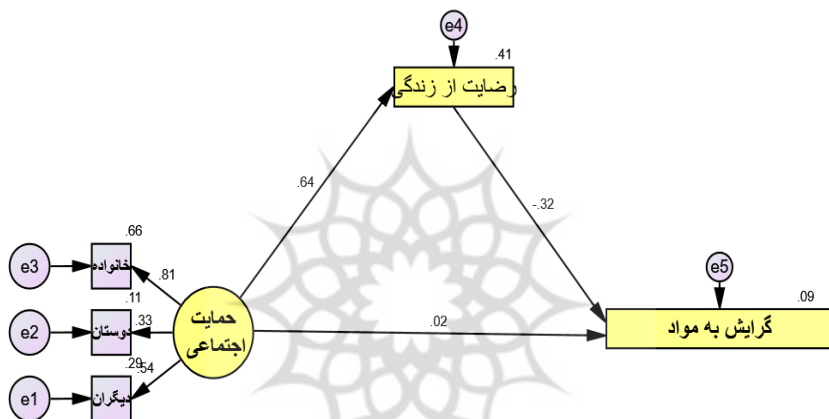 e4
.41
رضایت از زندگی
.64
-.32
.66
e3
خانواده
.81
e5
.11
.09
e2
دوستان
.33
حمایت
اجتماعی
.02
گرایش به مواد
.29
.54
e1
دیگران